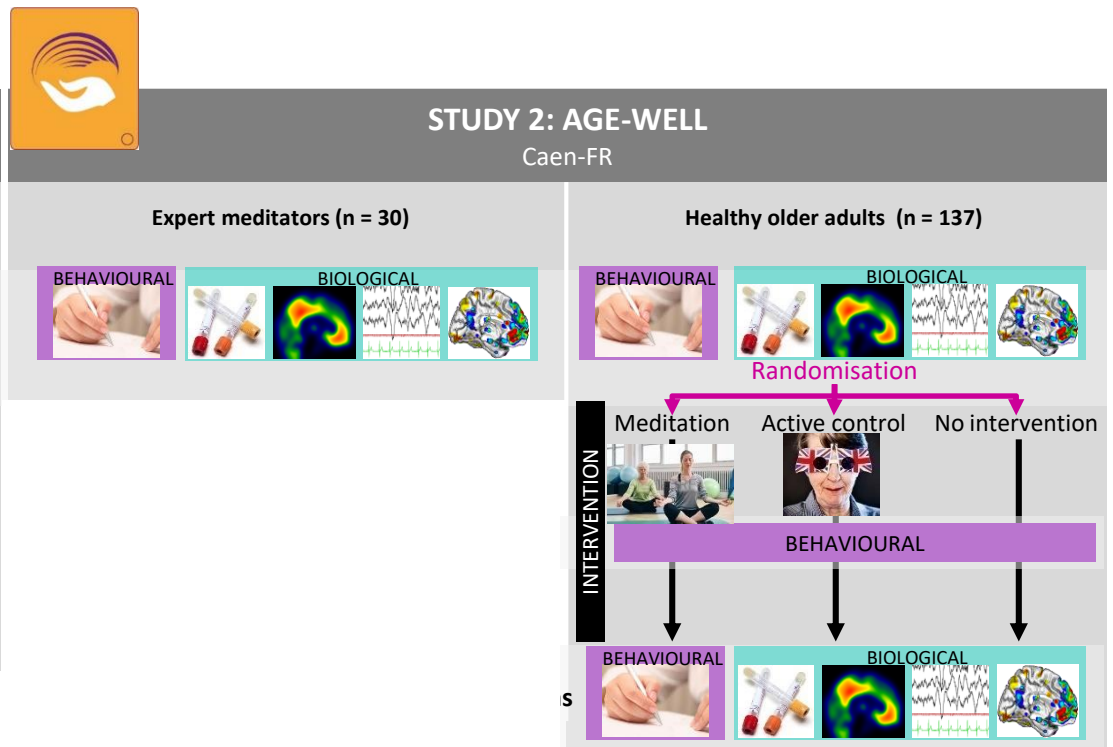 STUDY 2: AGE-WELL
Caen-FR
Expert meditators (n = 30)
BEHAVIOURAL
BIOLOGICAL
Healthy older adults (n = 137)
BEHAVIOURAL
BIOLOGICAL
Randomisation
Meditation
Active control
No intervention
INTERVENTION
BEHAVIOURAL
BEHAVIOURAL
BIOLOGICAL